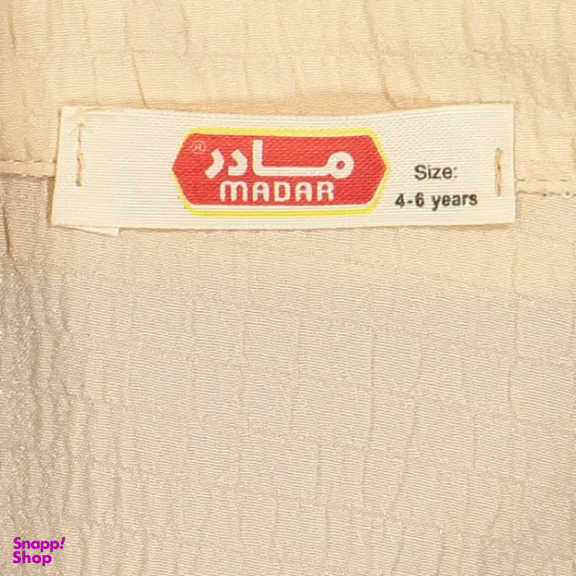 مادر®
MADAR
Size:
4-6 years
Snapp!
Shop